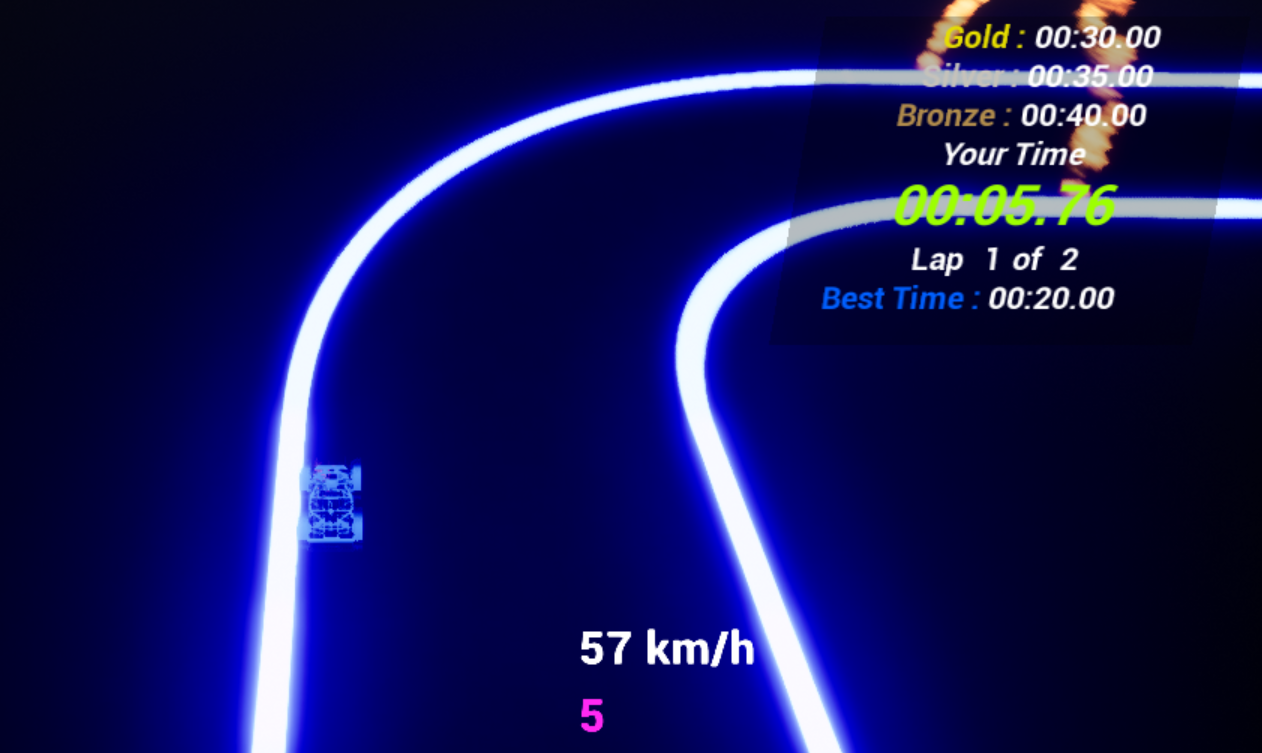 Gold : 00:30.00
Silver : 00:35.00
Bronze : 00:40.00
Your Time
00:05.76
Lap 1 of 2
Best Time : 00:20.00
57 km/h
5